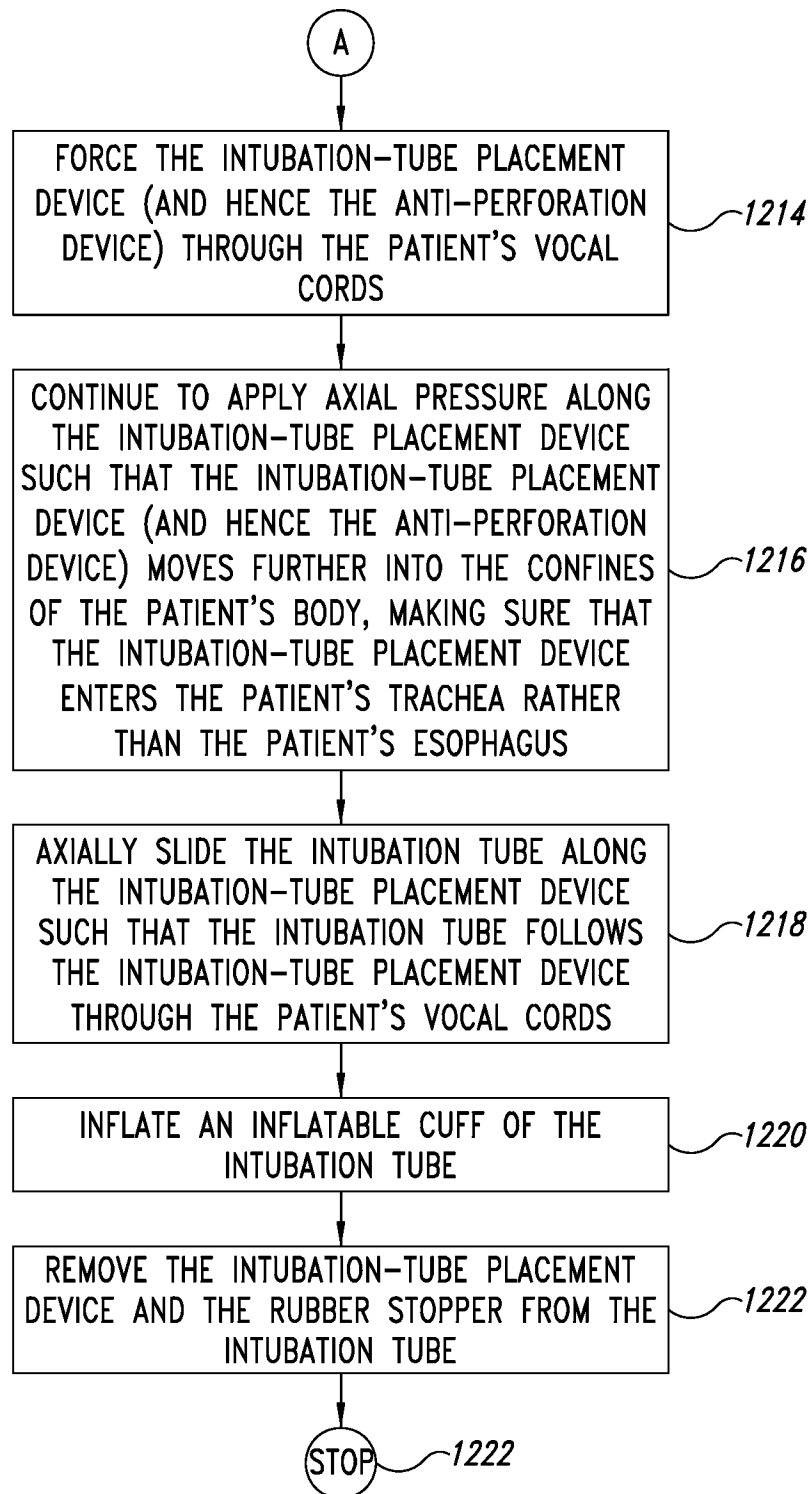 A
FORCE THE INTUBATION-TUBE PLACEMENT
DEVICE (AND HENCE THE ANTI-PERFORATION
DEVICE) THROUGH THE PATIENT'S VOCAL
CORDS
1214
CONTINUE TO APPLY AXIAL PRESSURE ALONG
THE INTUBATION-TUBE PLACEMENT DEVICE
SUCH THAT THE INTUBATION-TUBE PLACEMENT
DEVICE (AND HENCE THE ANTI-PERFORATION
DEVICE) MOVES FURTHER INTO THE CONFINES
OF THE PATIENT'S BODY, MAKING SURE THAT
THE INTUBATION-TUBE PLACEMENT DEVICE
ENTERS THE PATIENT'S TRACHEA RATHER
THAN THE PATIENT'S ESOPHAGUS
1216
AXIALLY SLIDE THE INTUBATION TUBE ALONG
THE INTUBATION-TUBE PLACEMENT DEVICE
SUCH THAT THE INTUBATION TUBE FOLLOWS
THE INTUBATION-TUBE PLACEMENT DEVICE
THROUGH THE PATIENT'S VOCAL CORDS
1218
INFLATE AN INFLATABLE CUFF OF THE
INTUBATION TUBE
1220
REMOVE THE INTUBATION-TUBE PLACEMENT
DEVICE AND THE RUBBER STOPPER FROM THE
INTUBATION TUBE
1222
STOP
1222